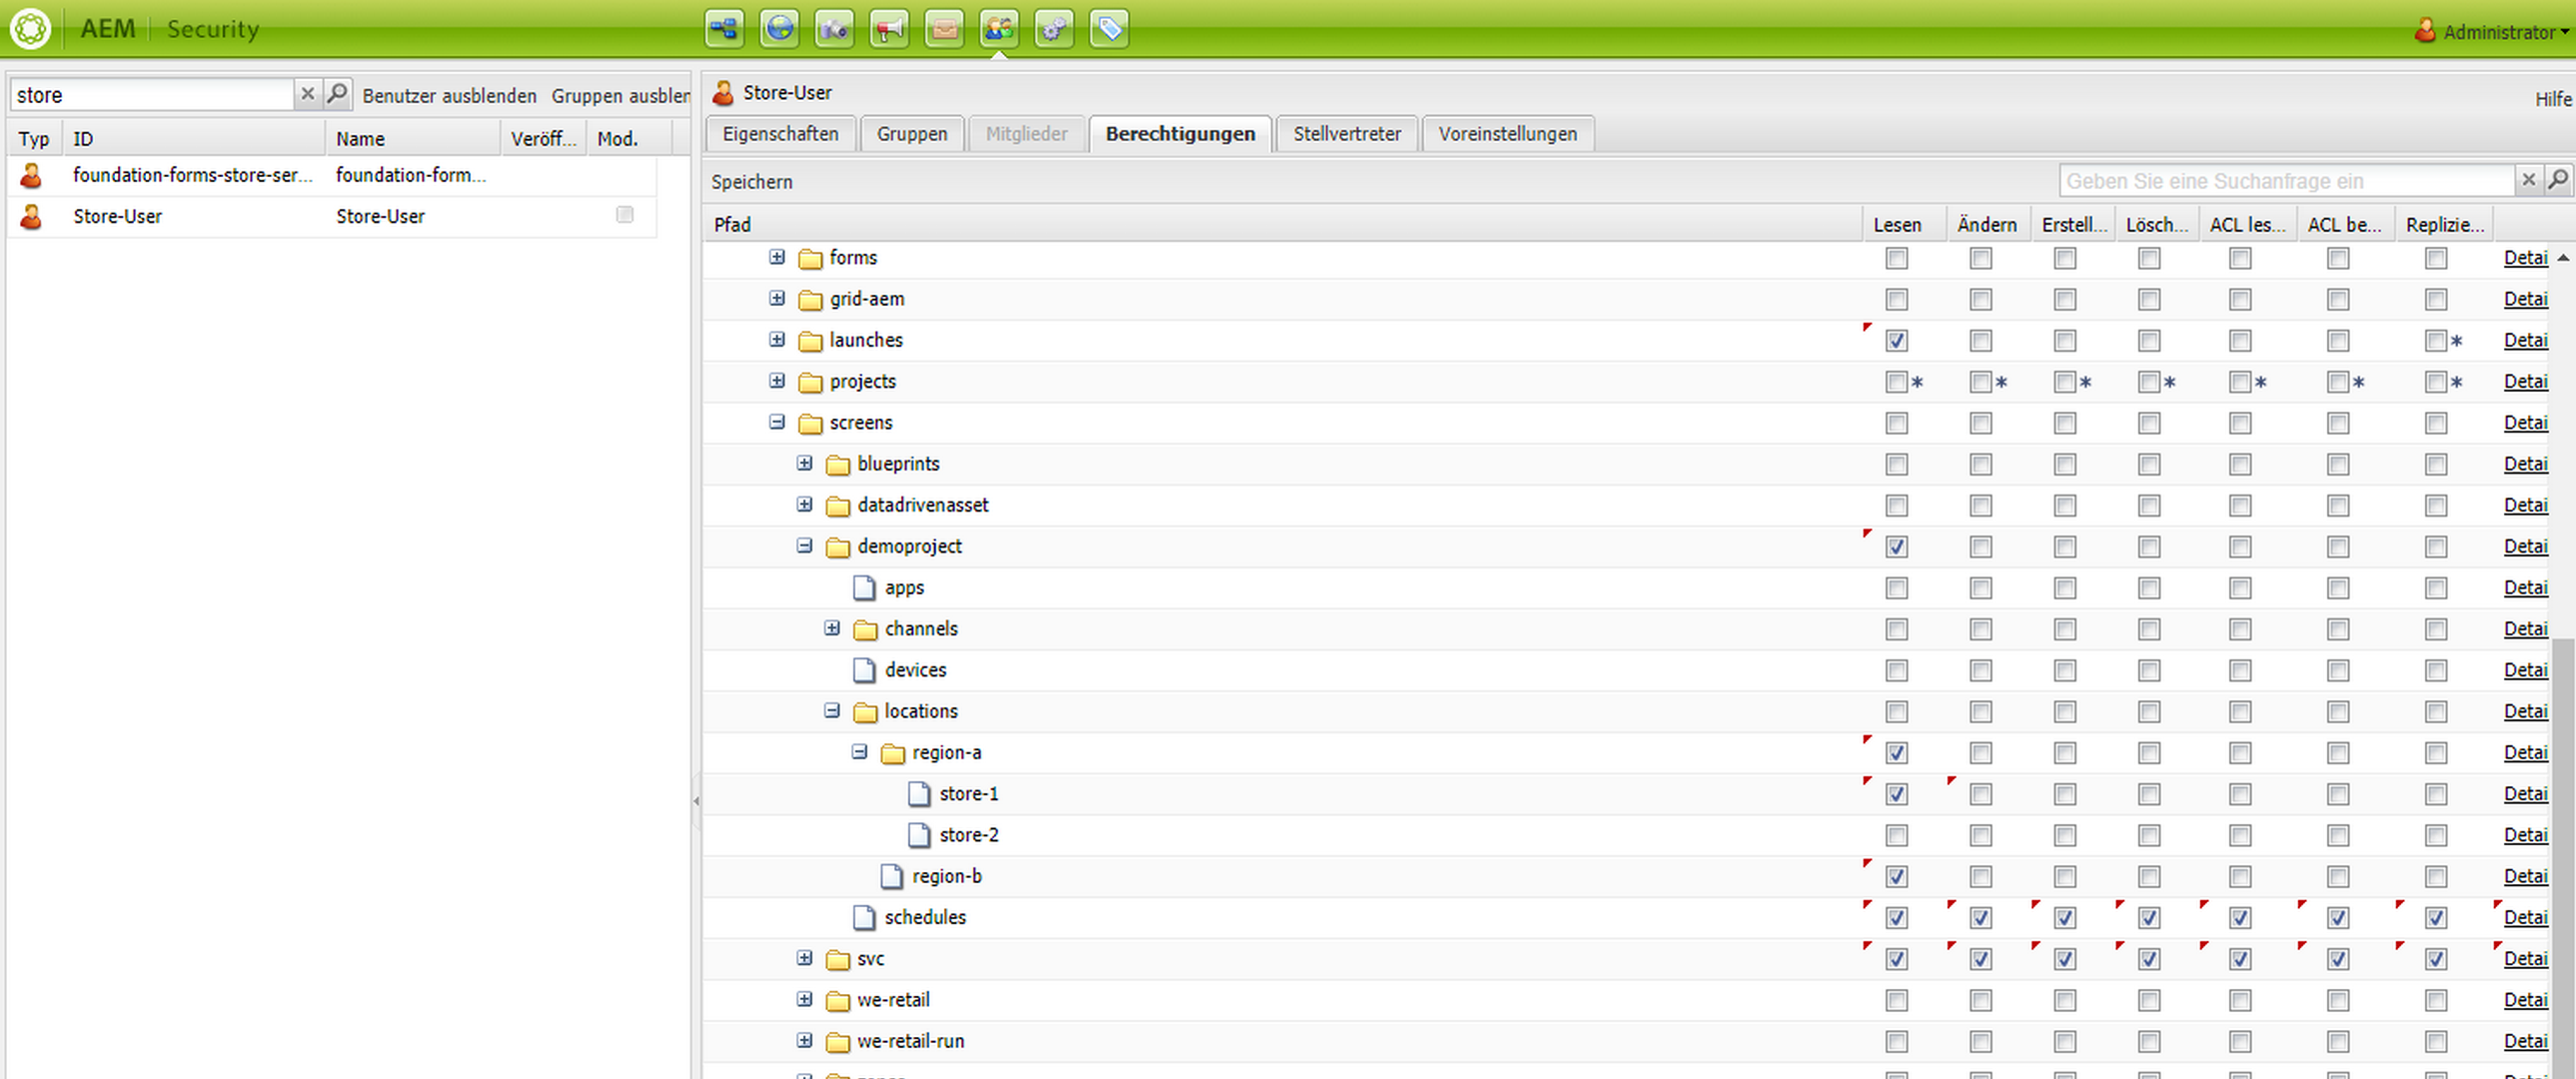 AEM Security Administrator
store Benutzer ausblenden Gruppen ausblen
Typ ID Name Veröff... Mod.
foundation-forms-store-ser... foundation-form...
Store-User Store-User
Store-User Hilfe
Eigenschaften Gruppen Mitglieder Berechtigungen Stellvertreter Voreinstellungen
Speichern Geben Sie eine Suchanfrage ein
Pfad Lesen Ändern Erstell... Lösch... ACL les... ACL be... Replizie...
forms Detai
grid-aem Detai
launches * Detai
projects * * * * * * * Detai
screens Detai
blueprints Detai
datadrivenasset Detai
demoproject Detai
apps Detai
channels Detai
devices Detai
locations Detai
region-a Detai
store-1 Detai
store-2 Detai
region-b Detai
schedules Detai
svc Detai
we-retail Detai
we-retail-run Detai